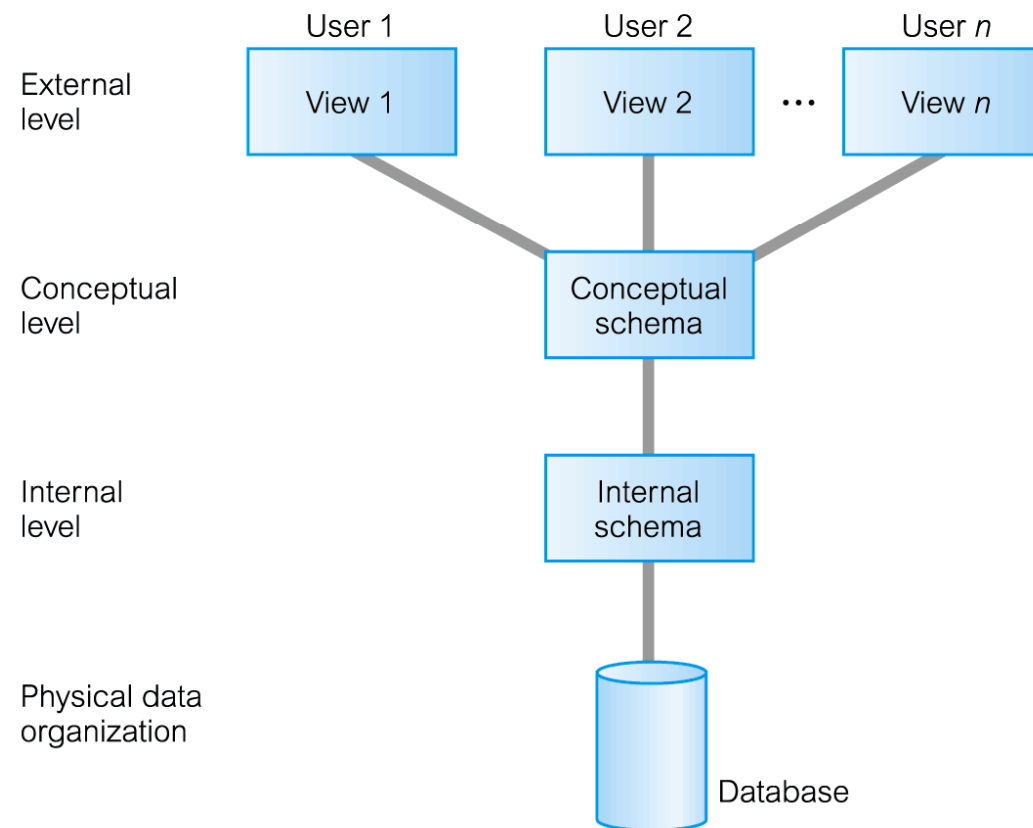 User 1
User 2
User n
External
level
View 1
View 2
...
View n
Conceptual
level
Conceptual
schema
Internal
level
Internal
schema
Physical data
organization
Database